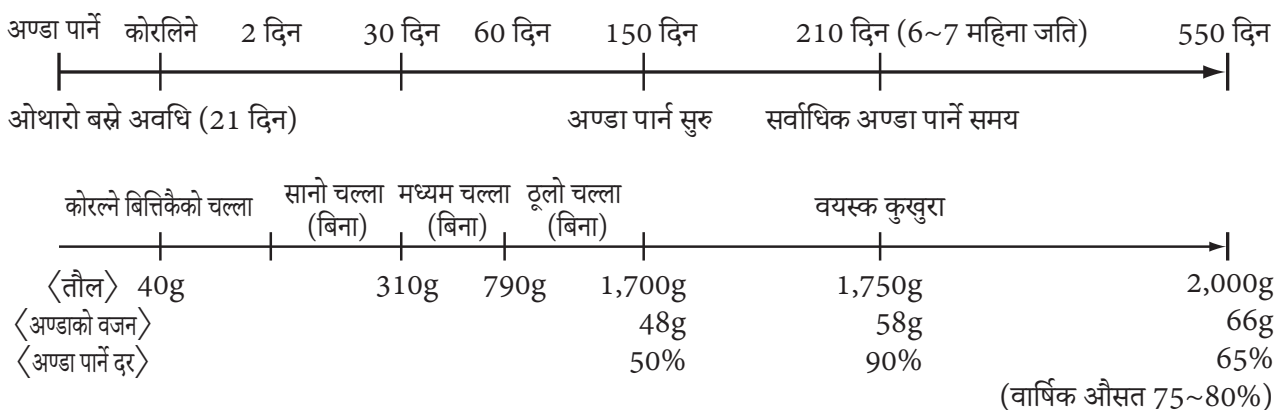 अण्डा पार्ने कोरलिने 2 दिन 30 दिन 60 दिन 150 दिन 210 दिन (6~7 महिना जति) 550 दिन
ओथारो बस्ने अवधि (21 दिन) अण्डा पार्न सुरु सर्वाधिक अण्डा पार्ने समय
कोरल्ने बित्तिकैको चल्ला सानो चल्ला (बिना) मध्यम चल्ला (बिना) ठूलो चल्ला (बिना) वयस्क कुखुरा
〈तौल〉 40g 310g 790g 1,700g 1,750g 2,000g
〈अण्डाको वजन〉 48g 58g 66g
〈अण्डा पार्ने दर〉 50% 90% 65%
(वार्षिक औसत 75~80%)